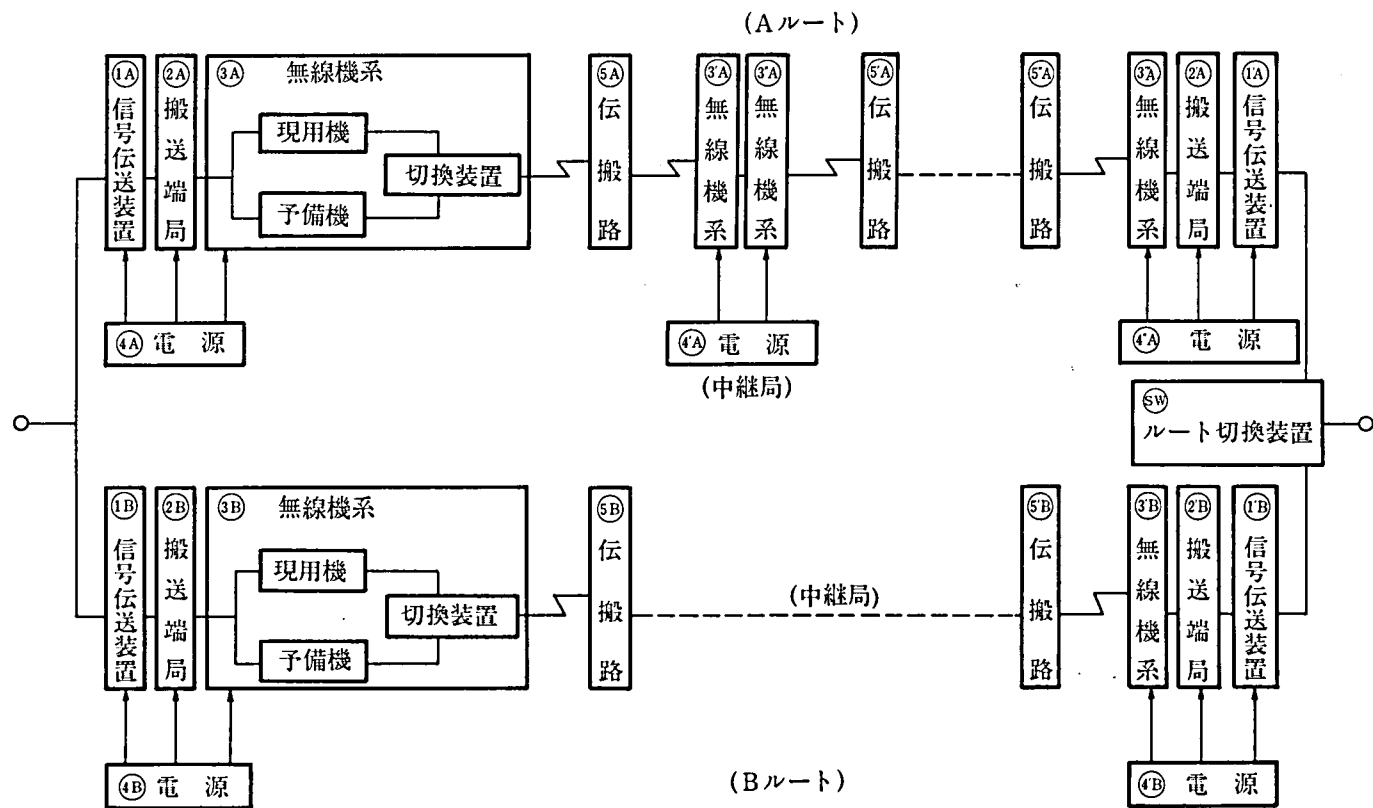 (Aルート)
1A 信号伝送装置
2A 搬送端局
3A 無線機系
現用機
予備機
切換装置
5A 伝搬路
3'A 無線機系
3"A 無線機系
5'A 伝搬路
5"A 伝搬路
3"A 無線機系
2'A 搬送端局
1'A 信号伝送装置
4A 電源
4'A 電源
(中継局)
4"A 電源
SW
ルート切換装置
1B 信号伝送装置
2B 搬送端局
3B 無線機系
現用機
予備機
切換装置
5B 伝搬路
(中継局)
5'B 伝搬路
3'B 無線機系
2'B 搬送端局
1'B 信号伝送装置
4B 電源
(Bルート)
4'B 電源